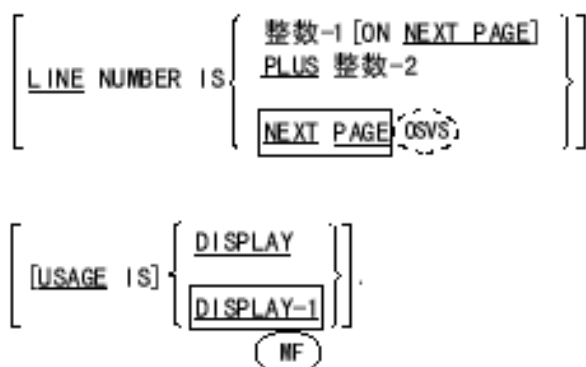 整数-1 [ON NEXT PAGE]
LINE NUMBER IS PLUS 整数-2
NEXT PAGE OSVS
DISPLAY
[USAGE IS]
DISPLAY-1 .
MF